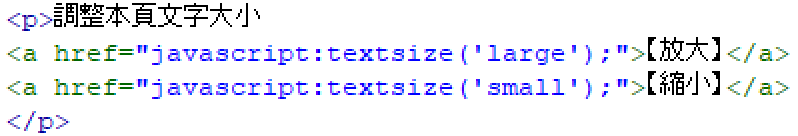 <p>調整本頁文字大小
<a href="javascript:textsize('large');">【放大】</a>
<a href="javascript:textsize('small');">【縮小】</a>
</p>